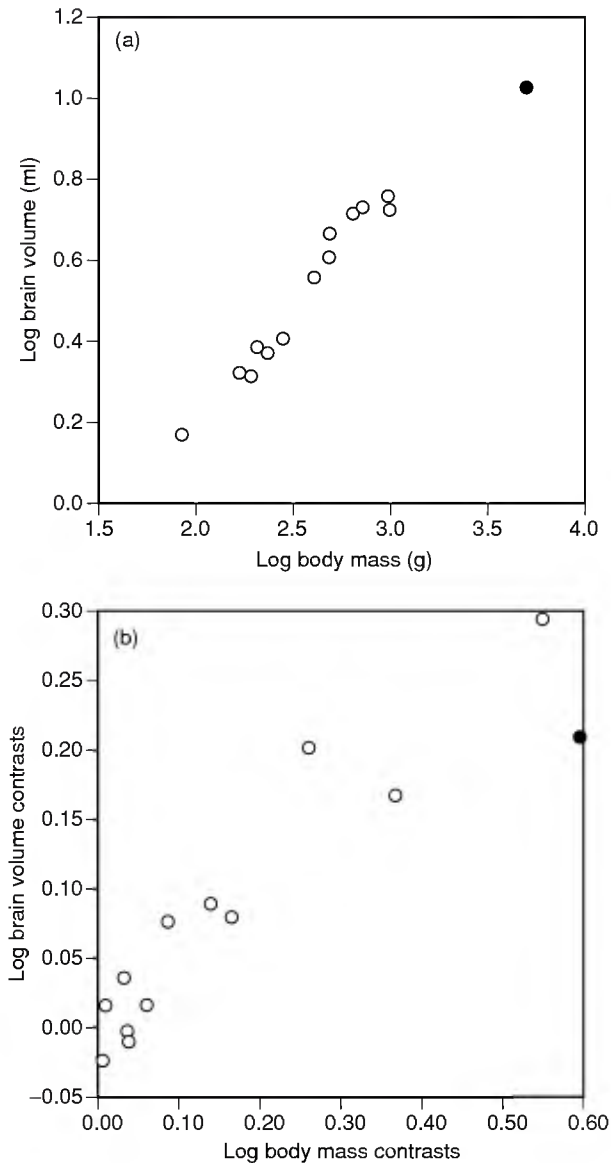 (a)
Log brain volume (ml)
1.2
1.0
0.8
0.6
0.4
0.2
0.0
1.5 2.0 2.5 3.0 3.5 4.0
Log body mass (g)
(b)
Log brain volume contrasts
0.30
0.25
0.20
0.15
0.10
0.05
0.00
−0.05
0.00 0.10 0.20 0.30 0.40 0.50 0.60
Log body mass contrasts